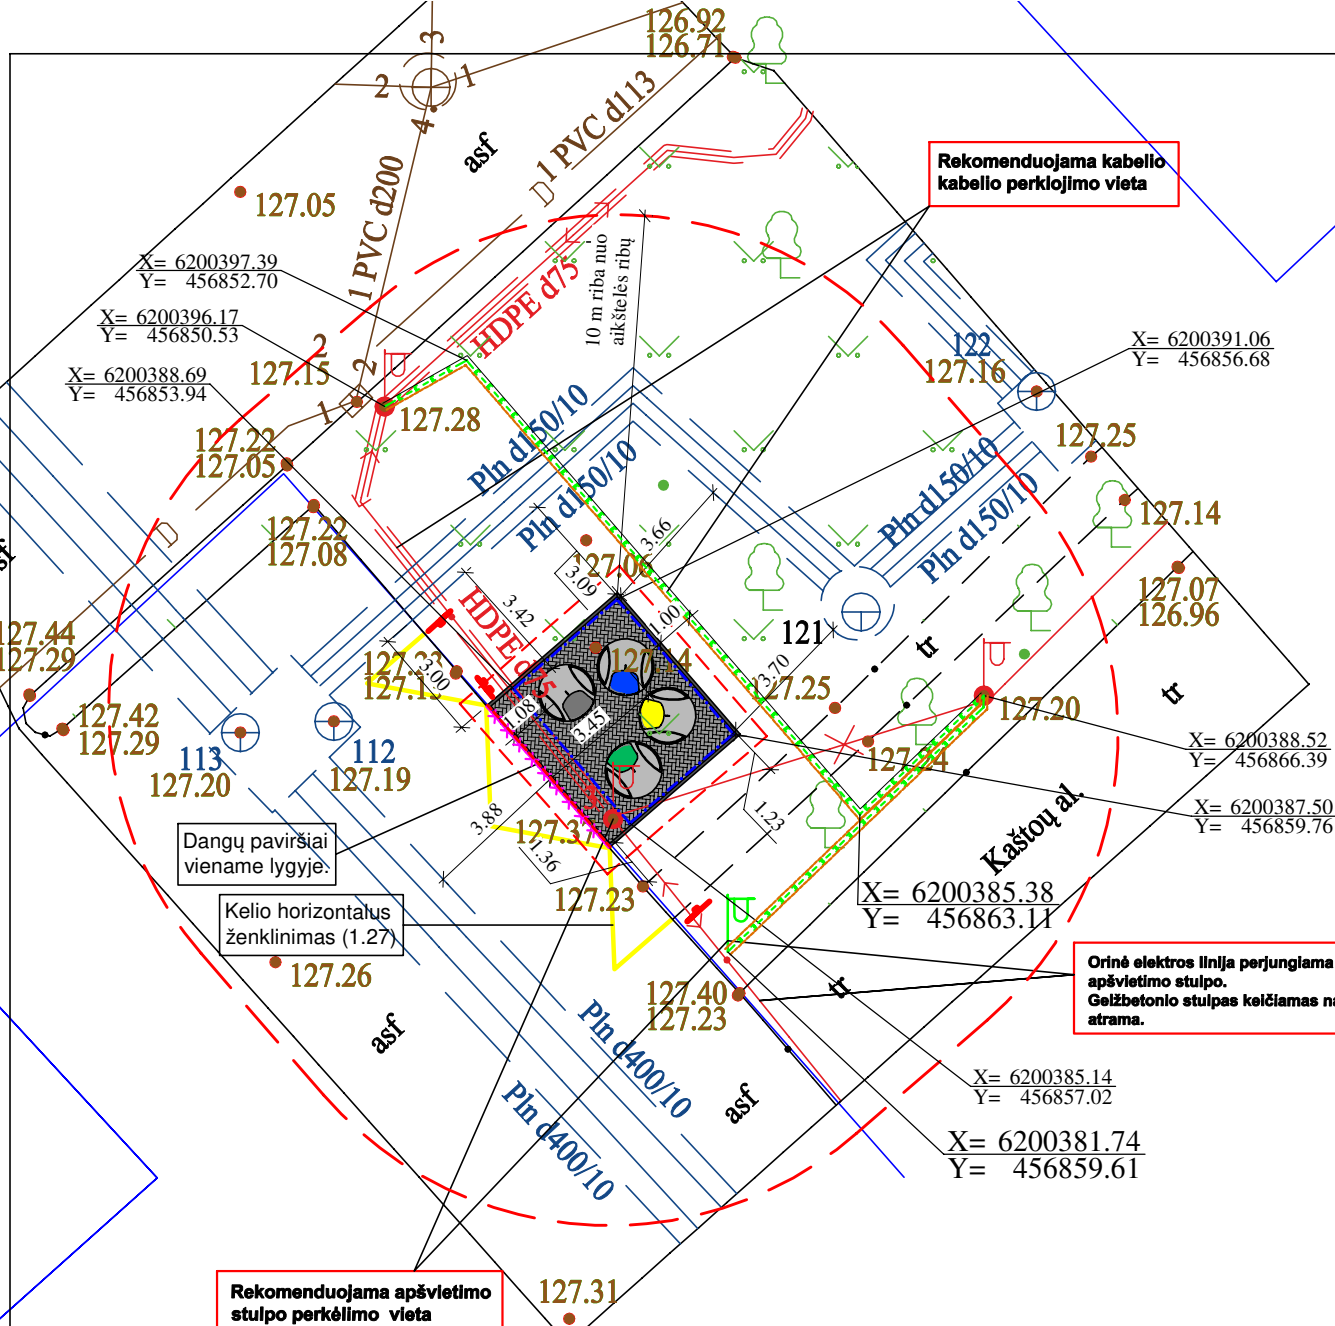 126.92
126.71
3
2
1
4
asf
1 PVC d113
D
1 PVC d200
127.05
Rekomenduojama kabelio
kabelio perklojimo vieta
X= 6200397.39
Y= 456852.70
10 m riba nuo
aikštelės ribų
HDPE d75
X= 6200396.17
Y= 456850.53
2
127.15
2
1
X= 6200388.69
Y= 456853.94
127.28
122
127.16
X= 6200391.06
Y= 456856.68
127.22
127.05
127.25
Pln d150/10
Pln d150/10
Pln d150/10
Pln d150/10
127.22
127.08
D
127.14
3.66
127.06
3.09
127.07
126.96
3.42
HDPE d75
1.00
121
127.44
127.29
3.00
127.14
3.70
127.25
tr
tr
127.42
127.29
1.08
3.45
127.20
113
127.20
112
127.19
127.24
X= 6200388.52
Y= 456866.39
3.88
127.37
1.23
X= 6200387.50
Y= 456859.76
Dangų paviršiai
viename lygyje.
1.36
127.23
Kaštoų al.
X= 6200385.38
Y= 456863.11
Kelio horizontalus
ženklinimas (1.27)
127.26
127.40
127.23
tr
Orinė elektros linija perjungiama
apšvietimo stulpo.
Gelžbetonio stulpas keičiamas
atrama.
asf
Pln d400/10
Pln d400/10
asf
X= 6200385.14
Y= 456857.02
X= 6200381.74
Y= 456859.61
Rekomenduojama apšvietimo
stulpo perkėlimo vieta
127.31